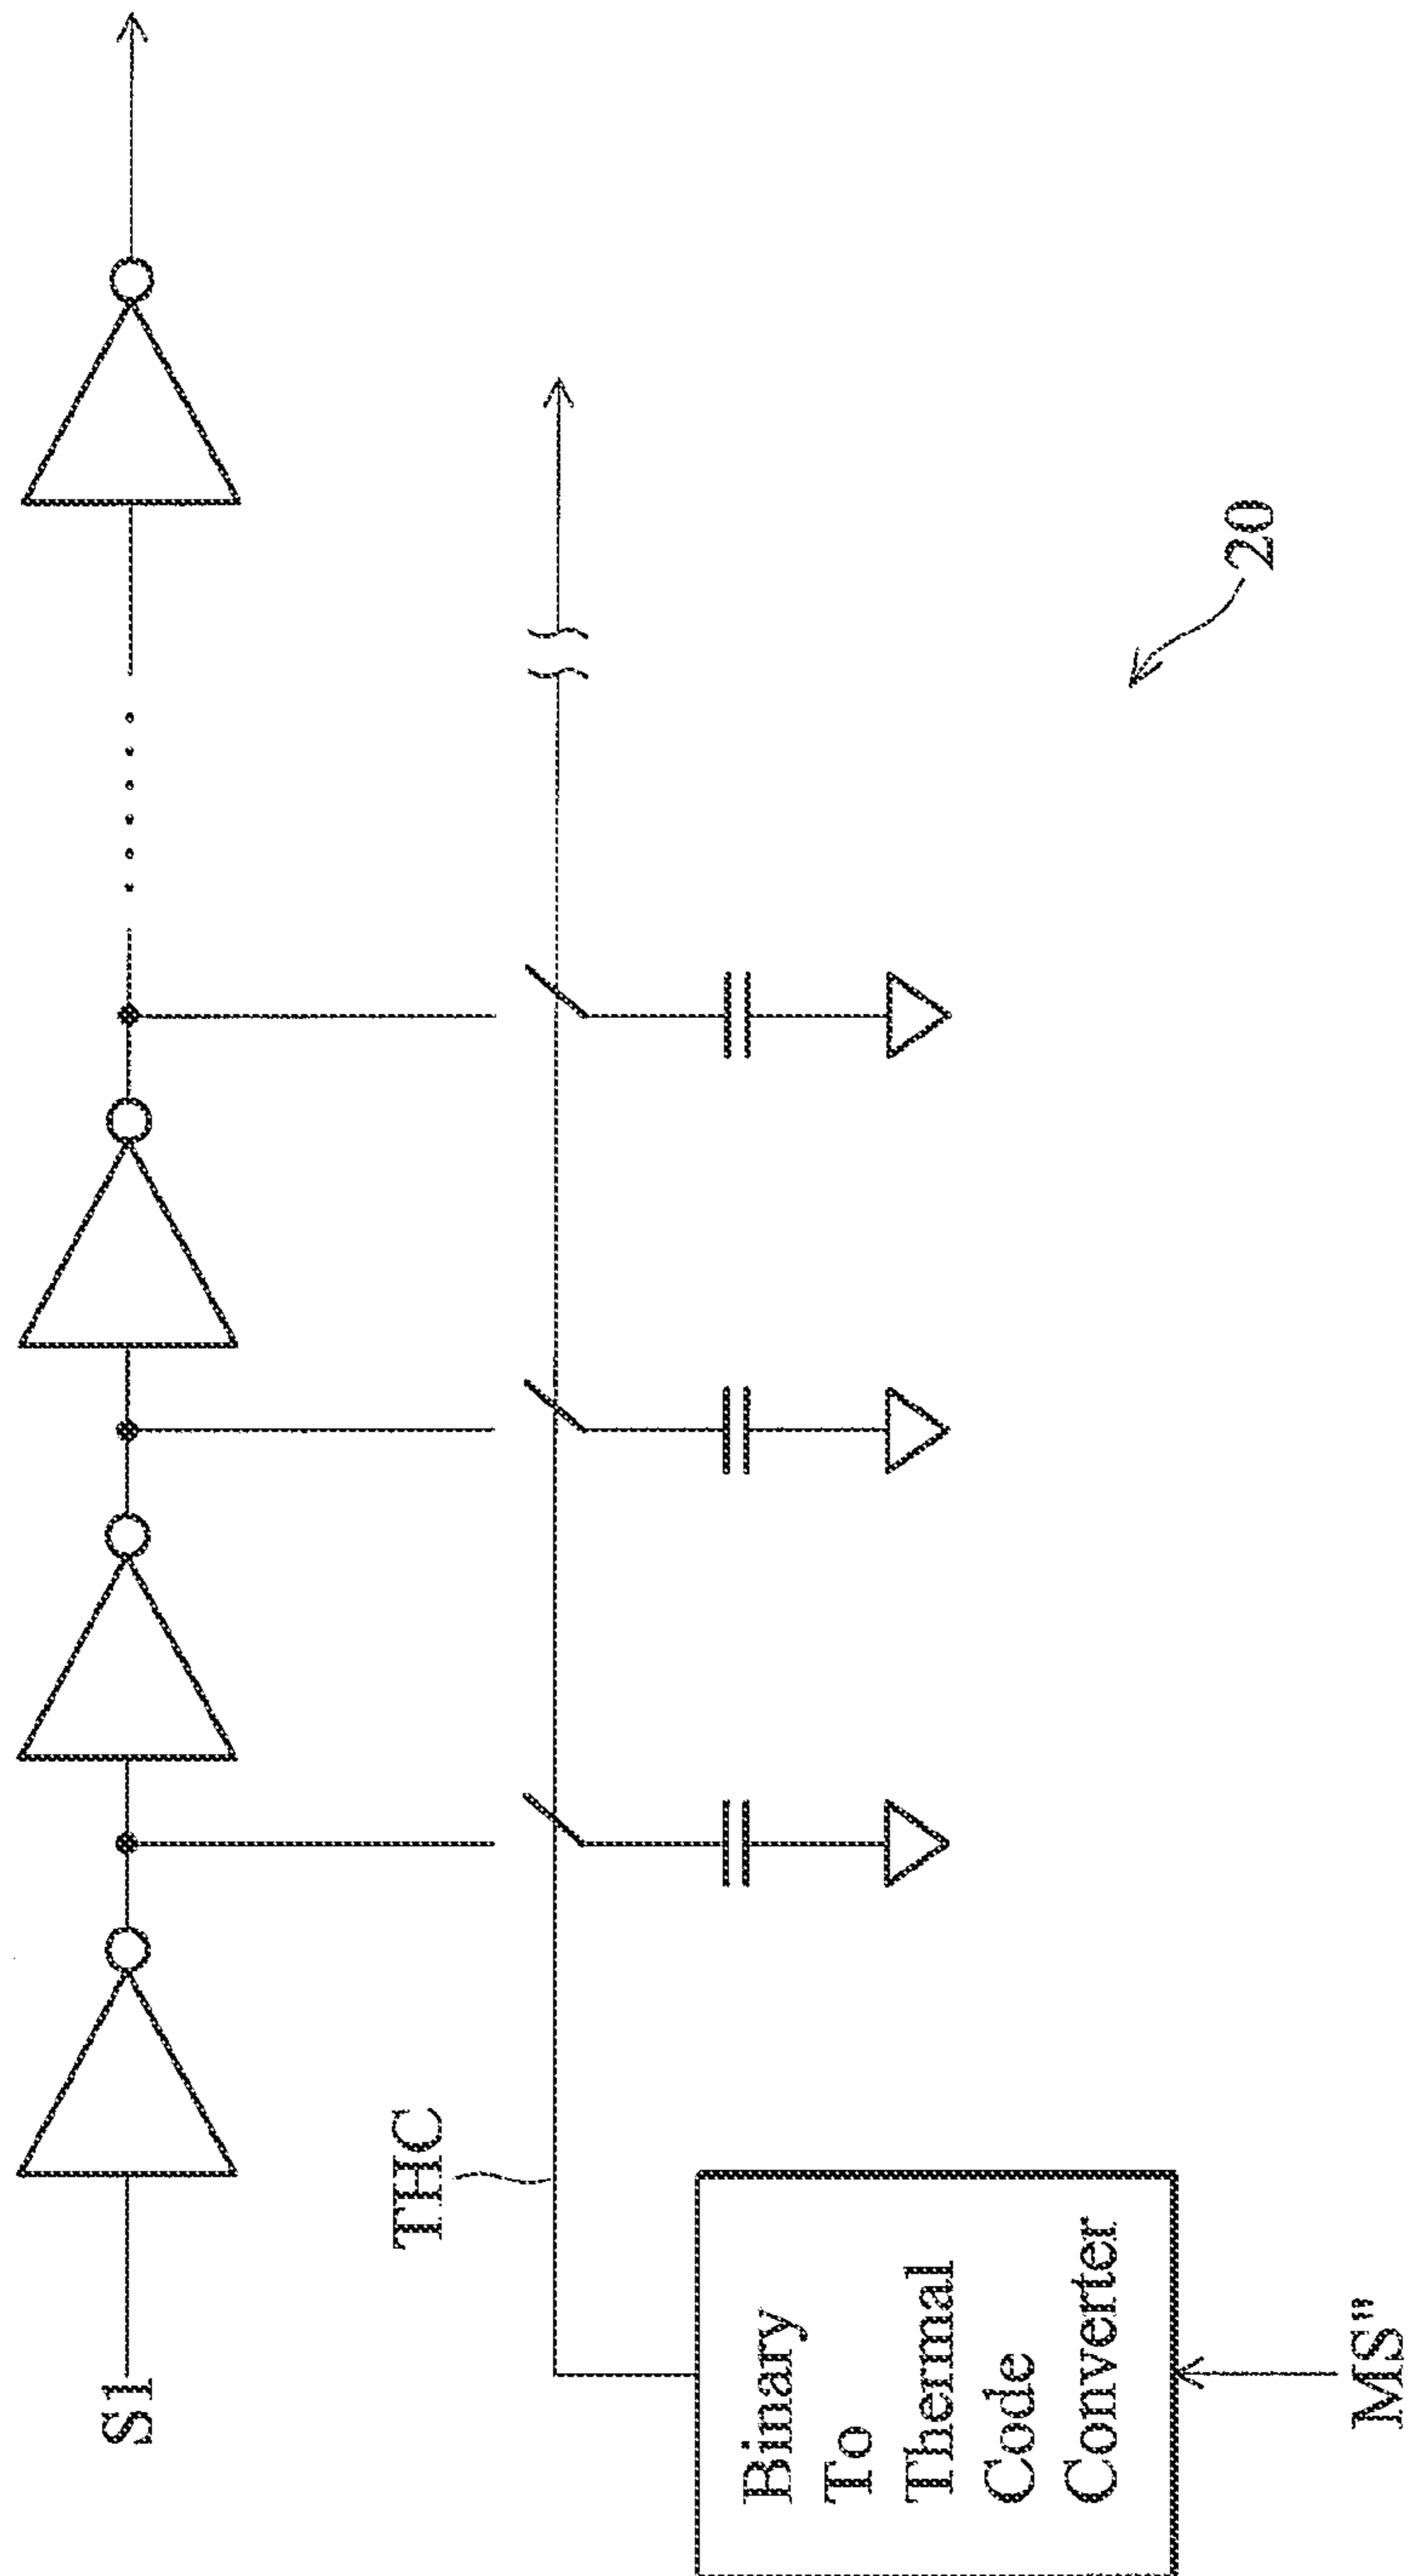 S1
THC
Binary
To
Thermal
Code
Converter
MS"
20